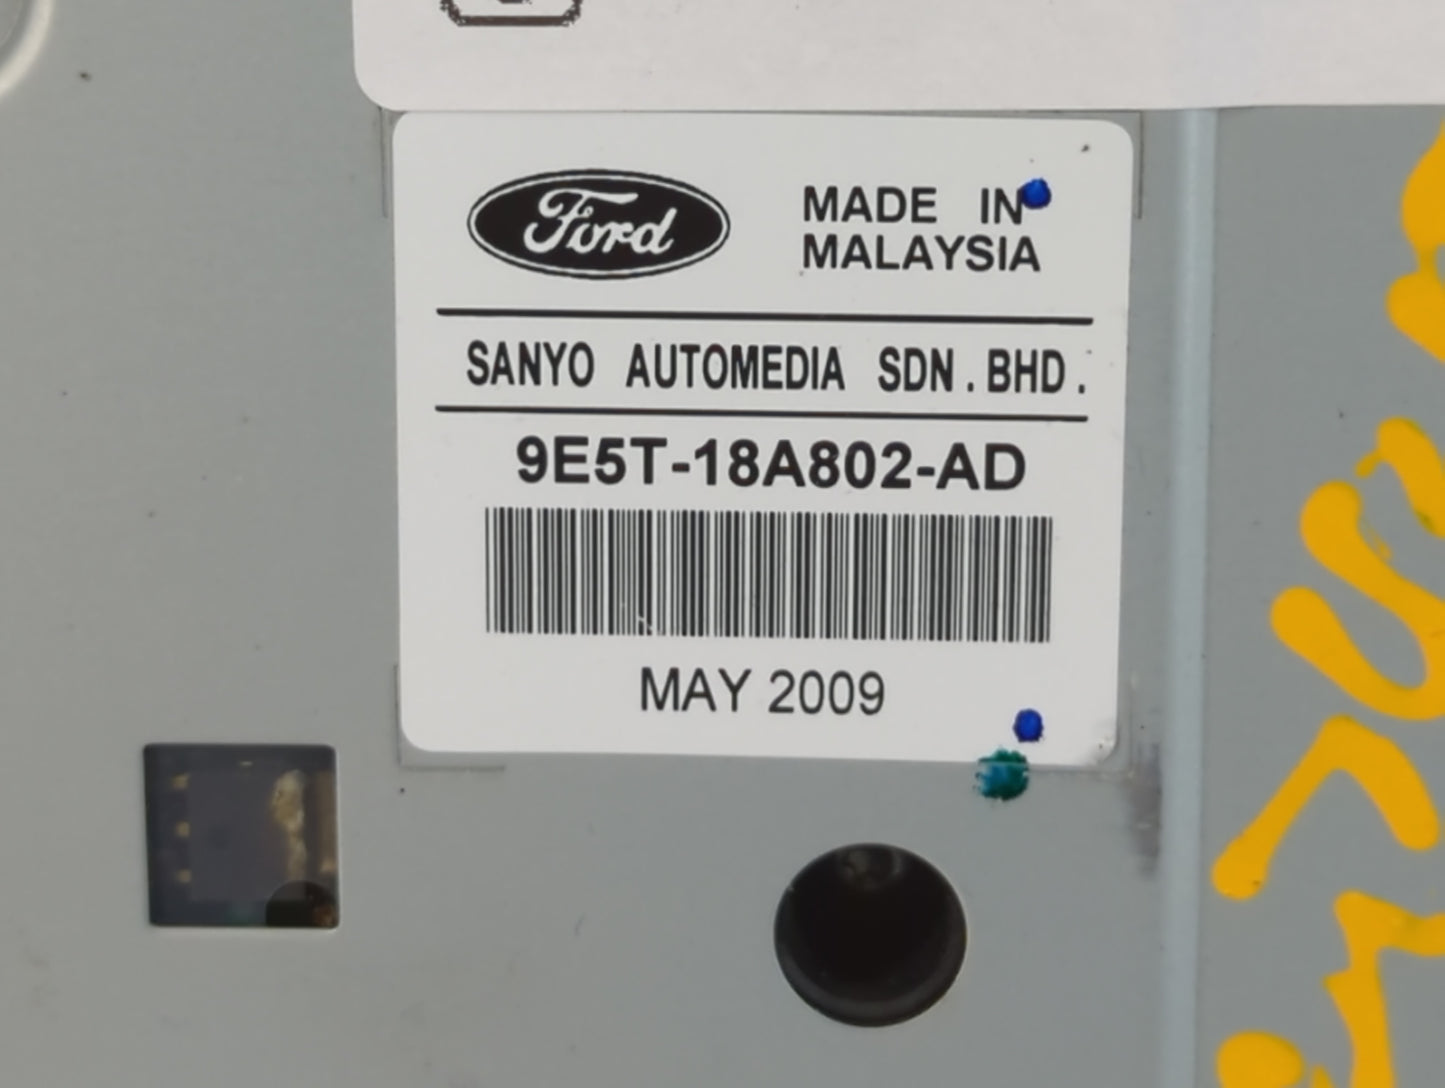 Ford
MADE IN
MALAYSIA
SANYO AUTOMEDIA SDN. BHD.
9E5T-18A802-AD
MAY 2009